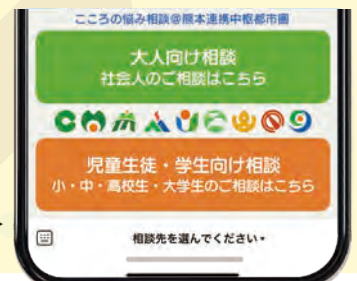 こころの悩み相談@熊本連携中枢都市圏
大人向け相談
社会人のご相談はこちら
児童生徒・学生向け相談
小・中・高校生・大学生のご相談はこちら
相談先を選んでください▾